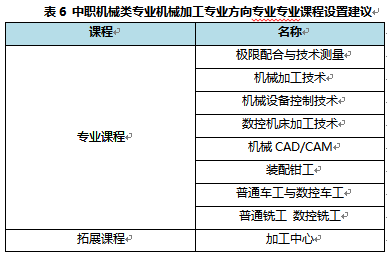 表 6 中职机械类专业机械加工专业方向专业专业课程设置建议
课程 名称
专业课程
极限配合与技术测量
机械加工技术
机械设备控制技术
数控机床加工技术
机械 CAD/CAM
装配钳工
普通车工与数控车工
普通铣工 数控铣工
拓展课程 加工中心